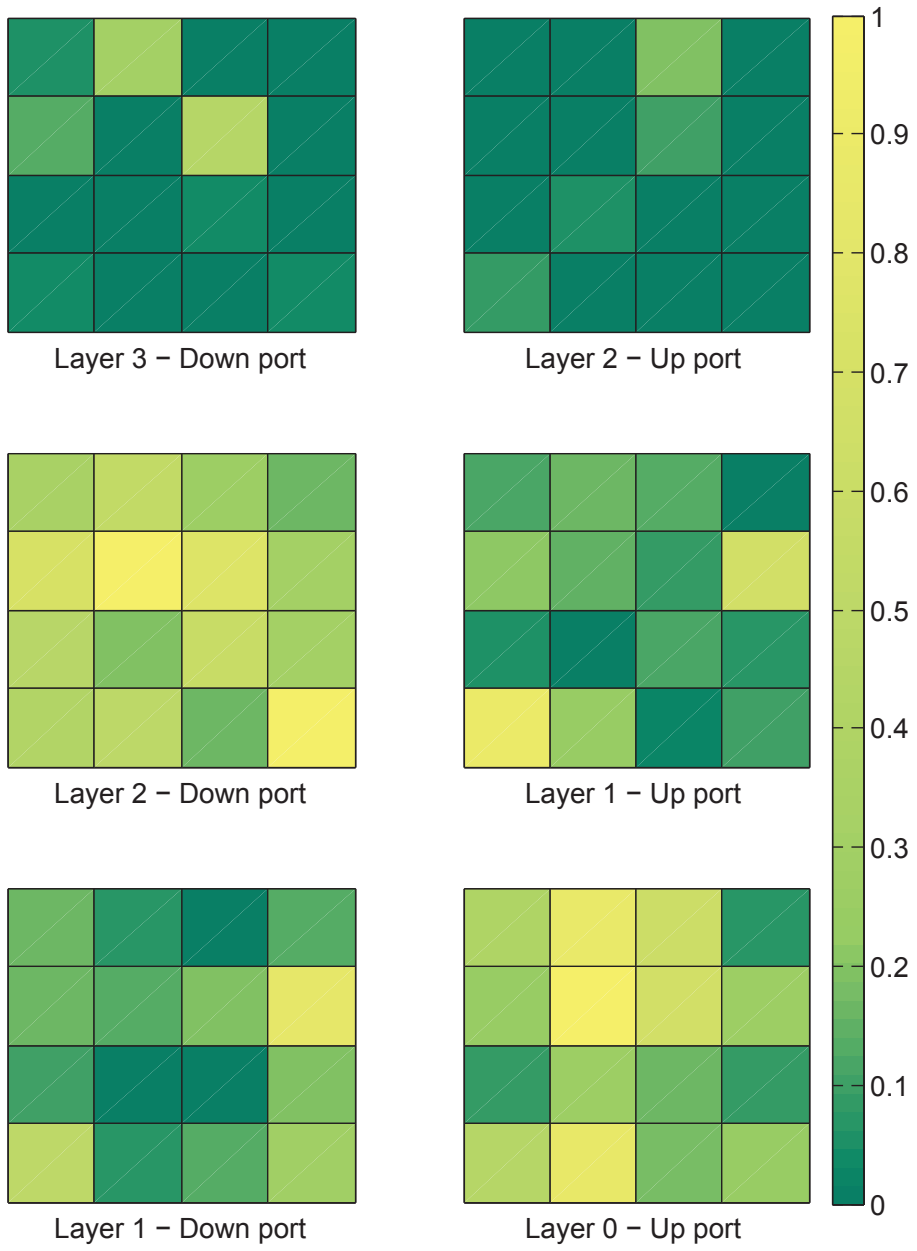 Layer 3 − Down port
Layer 2 − Up port
Layer 2 − Down port
Layer 1 − Up port
Layer 1 − Down port
Layer 0 − Up port
1
0.9
0.8
0.7
0.6
0.5
0.4
0.3
0.2
0.1
0